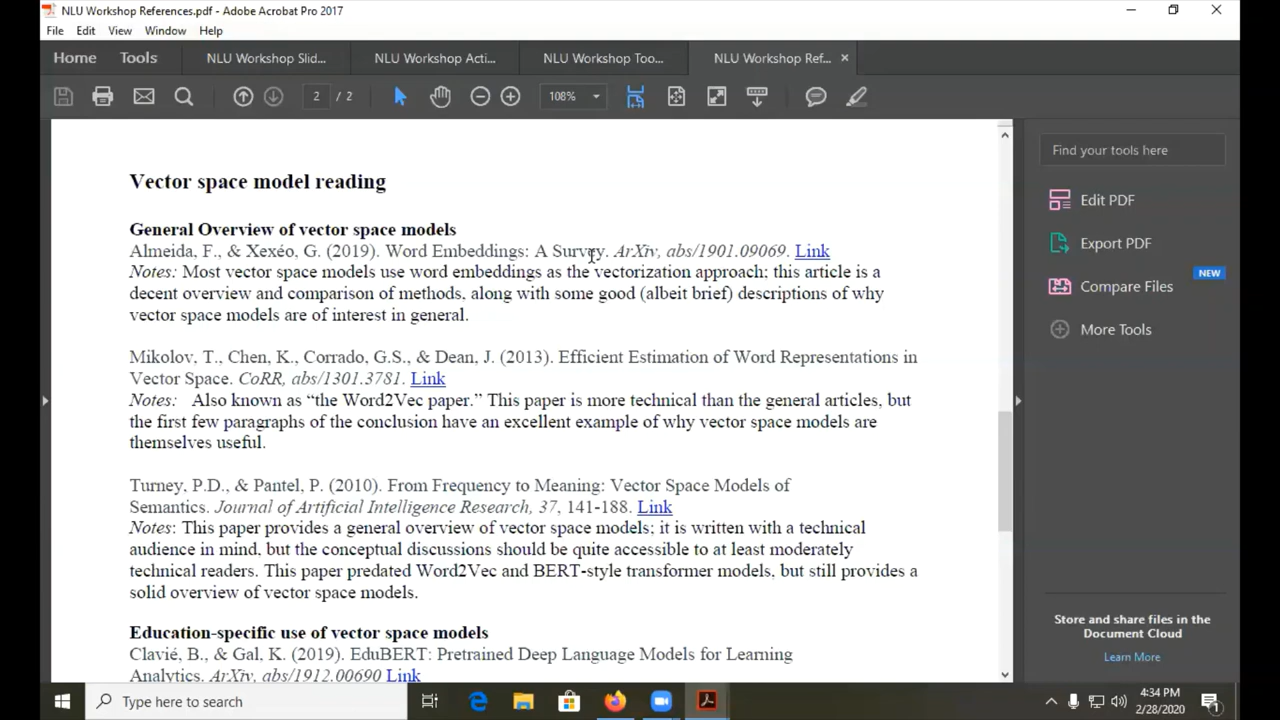 NLU Workshop References.pdf - Adobe Acrobat Pro 2017
File Edit View Window Help
Home Tools NLU Workshop Slid... NLU Workshop Acti... NLU Workshop Too... NLU Workshop Ref... ×
2 / 2 108%
Find your tools here
Edit PDF
Export PDF
NEW
Compare Files
More Tools
Store and share files in the
Document Cloud
Learn More
Vector space model reading
General Overview of vector space models
Almeida, F., & Xexéo, G. (2019). Word Embeddings: A Survey. ArXiv, abs/1901.09069. Link
Notes: Most vector space models use word embeddings as the vectorization approach; this article is a
decent overview and comparison of methods, along with some good (albeit brief) descriptions of why
vector space models are of interest in general.
Mikolov, T., Chen, K., Corrado, G.S., & Dean, J. (2013). Efficient Estimation of Word Representations in
Vector Space. CoRR, abs/1301.3781. Link
Notes: Also known as “the Word2Vec paper.” This paper is more technical than the general articles, but
the first few paragraphs of the conclusion have an excellent example of why vector space models are
themselves useful.
Turney, P.D., & Pantel, P. (2010). From Frequency to Meaning: Vector Space Models of
Semantics. Journal of Artificial Intelligence Research, 37, 141-188. Link
Notes: This paper provides a general overview of vector space models; it is written with a technical
audience in mind, but the conceptual discussions should be quite accessible to at least moderately
technical readers. This paper predated Word2Vec and BERT-style transformer models, but still provides a
solid overview of vector space models.
Education-specific use of vector space models
Clavié, B., & Gal, K. (2019). EduBERT: Pretrained Deep Language Models for Learning
Analytics. ArXiv, abs/1912.00690 Link
Type here to search
4:34 PM
2/28/2020
1